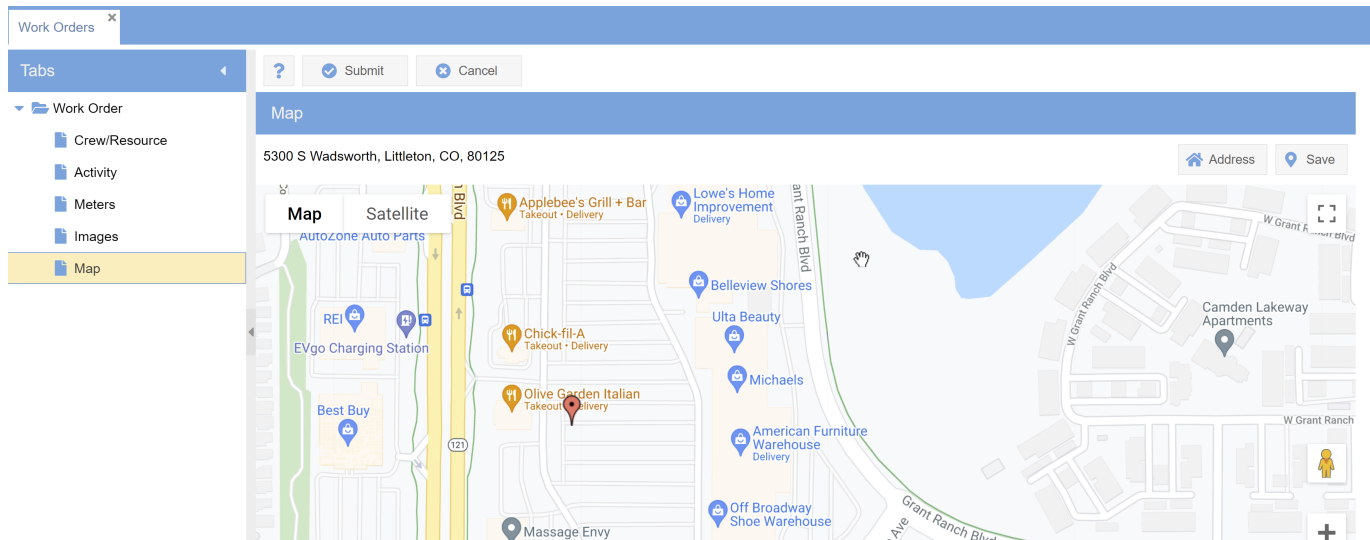 Work Orders
Tabs
? Submit Cancel
Work Order
Crew/Resource
Activity
Meters
Images
Map
Map
5300 S Wadsworth, Littleton, CO, 80125
Address Save
Map Satellite
AutoZone Auto Parts
n Blvd
Applebee's Grill + Bar
Takeout • Delivery
Lowe's Home
Improvement
Delivery
ant Ranch Blvd
W Grant Ranch Blvd
Belleview Shores
REI
EVgo Charging Station
Ulta Beauty
W Grant Ranch Blvd
Camden Lakeway
Apartments
Chick-fil-A
Takeout • Delivery
Michaels
Olive Garden Italian
Takeout Delivery
Best Buy
121
American Furniture
Warehouse
Delivery
W Grant Ranch
Off Broadway
Shoe Warehouse
Grant Ranch Blvd
Ave
Massage Envy